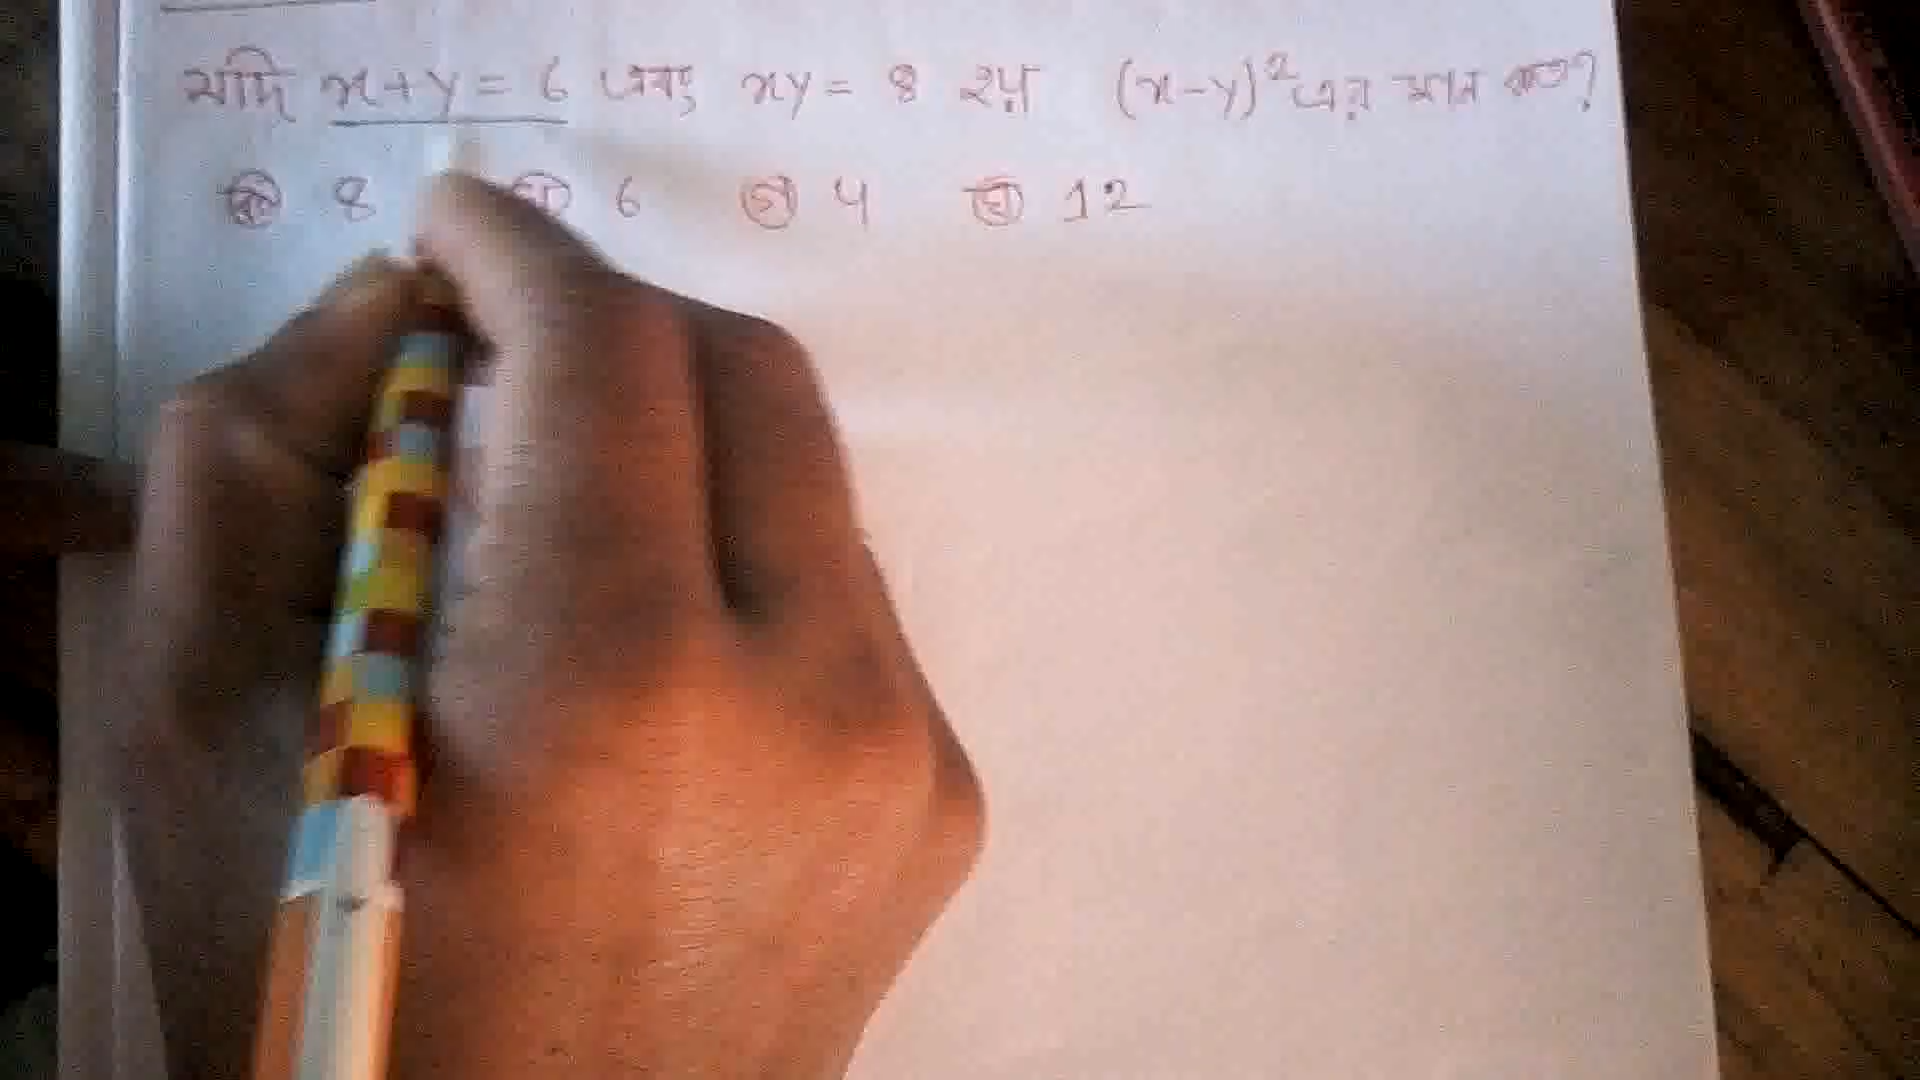 যদি x+y = 6 এবং xy = 8 হয় (x-y)² এর মান কত?
ক 8 খ 6 গ 4 ঘ 12